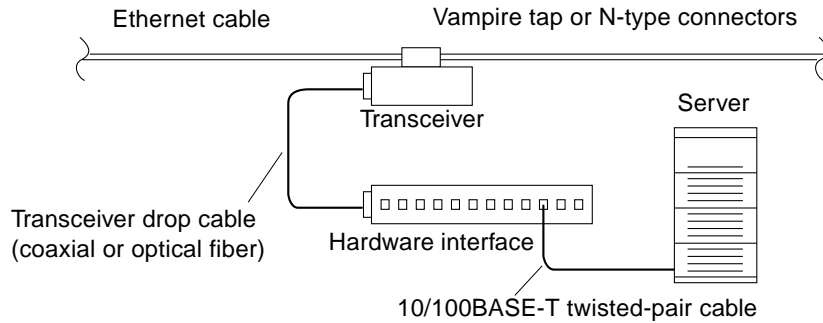 Ethernet cable
Vampire tap or N-type connectors
Transceiver
Server
Transceiver drop cable
(coaxial or optical fiber)
Hardware interface
10/100BASE-T twisted-pair cable